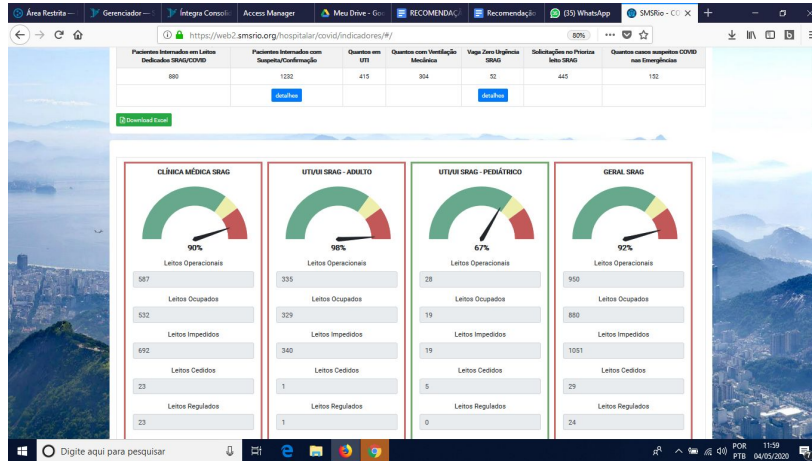 Área Restrita —
Gerenciador —
Íntegra Consolid
Access Manager
Meu Drive - Goo
RECOMENDAÇ
Recomendação
(35) WhatsApp
SMSRio - CO
https://web2.smsrio.org/hospitalar/covid/indicadores/#/
80%
Pacientes Internados em Leitos Dedicados SRAG/COVID
Pacientes Internados com Suspeita/Confirmação
Quantos em UTI
Quantos com Ventilação Mecânica
Vaga Zero Urgência SRAG
Solicitações no Prioriza leito SRAG
Quantos casos suspeitos COVID nas Emergências
880 1232 415 304 52 445 152
detalhes detalhes
Download Excel
CLÍNICA MÉDICA SRAG
90%
Leitos Operacionais
587
Leitos Ocupados
532
Leitos Impedidos
692
Leitos Cedidos
23
Leitos Regulados
23
UTI/UI SRAG - ADULTO
98%
Leitos Operacionais
335
Leitos Ocupados
329
Leitos Impedidos
340
Leitos Cedidos
1
Leitos Regulados
1
UTI/UI SRAG - PEDIÁTRICO
67%
Leitos Operacionais
28
Leitos Ocupados
19
Leitos Impedidos
19
Leitos Cedidos
5
Leitos Regulados
0
GERAL SRAG
92%
Leitos Operacionais
950
Leitos Ocupados
880
Leitos Impedidos
1051
Leitos Cedidos
29
Leitos Regulados
24
Digite aqui para pesquisar
POR
PTB
11:59
04/05/2020